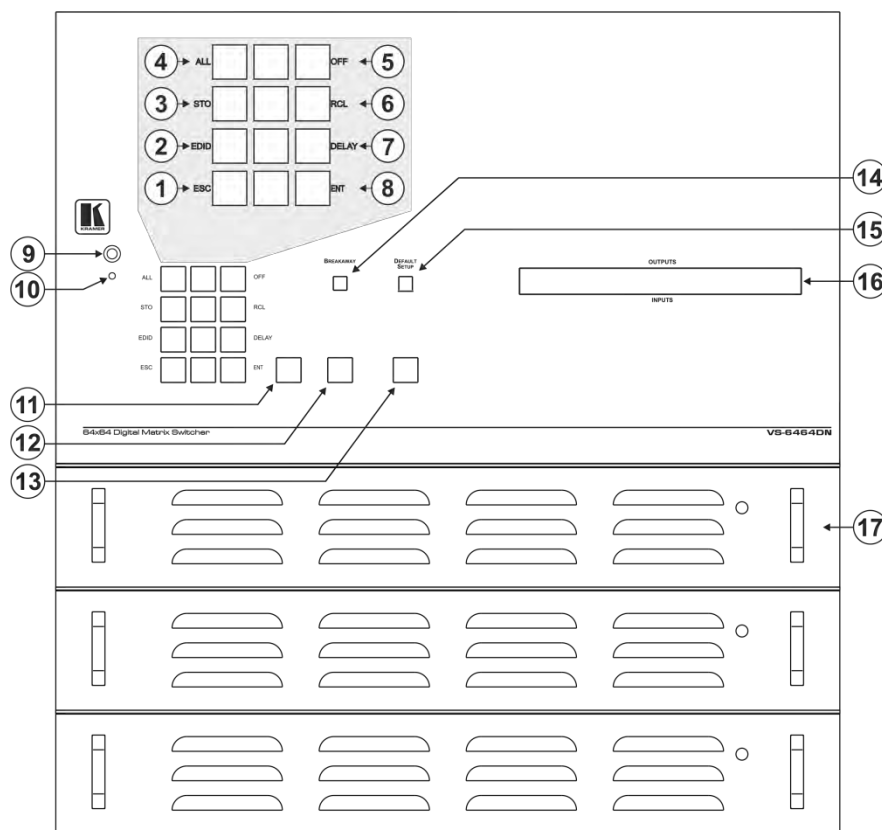 4 ALL OFF 5
3 STO RCL 6
2 EDID DELAY 7
1 ESC ENT 8
14
K
KRAMER
15
9
BREAKAWAY
DEFAULT
SETUP
OUTPUTS
10
ALL OFF
16
INPUTS
STO RCL
EDID DELAY
ESC ENT
11
12
64x64 Digital Matrix Switcher
VS-6464DN
13
17